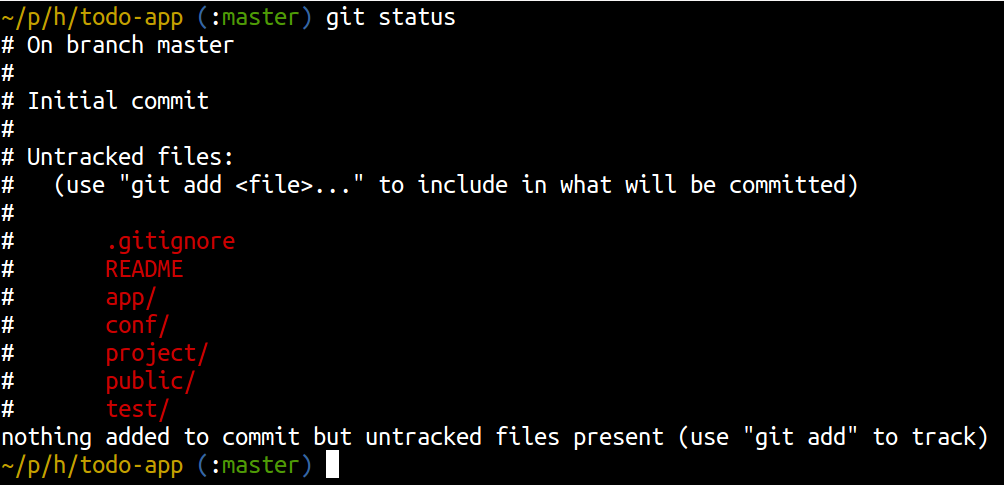 ~/p/h/todo-app (:master) git status
# On branch master
#
# Initial commit
#
# Untracked files:
#   (use "git add <file>..." to include in what will be committed)
#
#       .gitignore
#       README
#       app/
#       conf/
#       project/
#       public/
#       test/
nothing added to commit but untracked files present (use "git add" to track)
~/p/h/todo-app (:master)